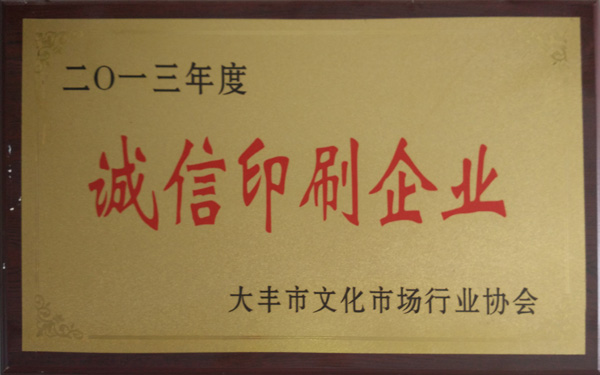 二〇一三年度
诚信印刷企业
大丰市文化市场行业协会